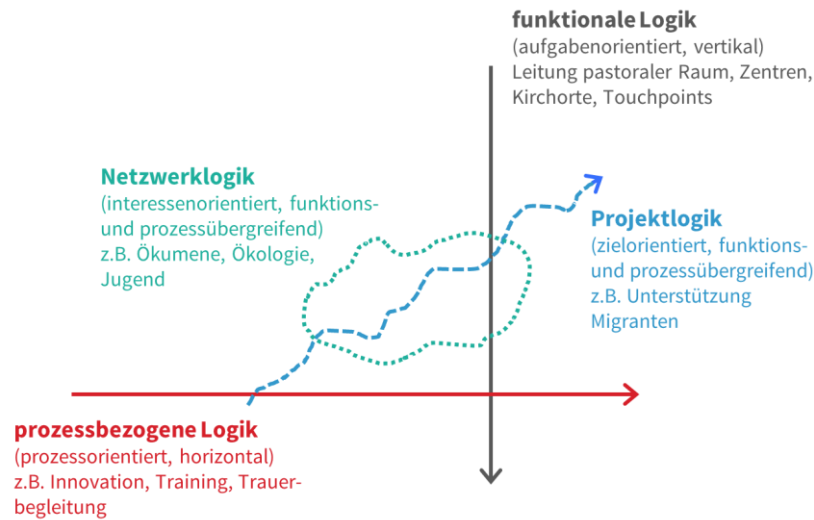 funktionale Logik
(aufgabenorientiert, vertikal)
Leitung pastoraler Raum, Zentren,
Kirchorte, Touchpoints
Netzwerklogik
(interessenorientiert, funktions-
und prozessübergreifend)
z.B. Ökumene, Ökologie,
Jugend
Projektlogik
(zielorientiert, funktions-
und prozessübergreifend)
z.B. Unterstützung
Migranten
prozessbezogene Logik
(prozessorientiert, horizontal)
z.B. Innovation, Training, Trauer-
begleitung